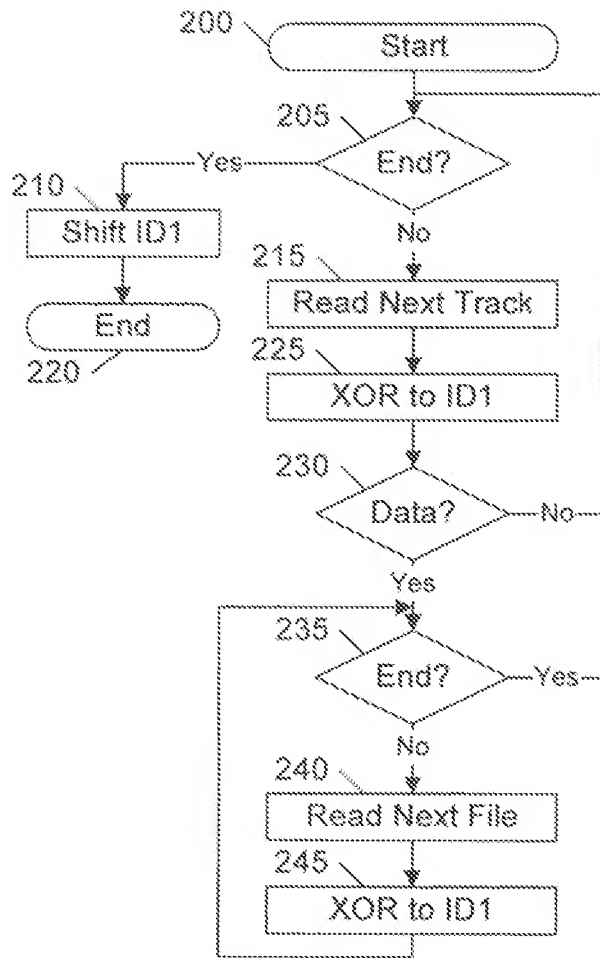 200
Start
205
End?
Yes
210
Shift ID1
No
215
End
Read Next Track
220
225
XOR to ID1
230
Data?
No
Yes
235
End?
Yes
No
240
Read Next File
245
XOR to ID1